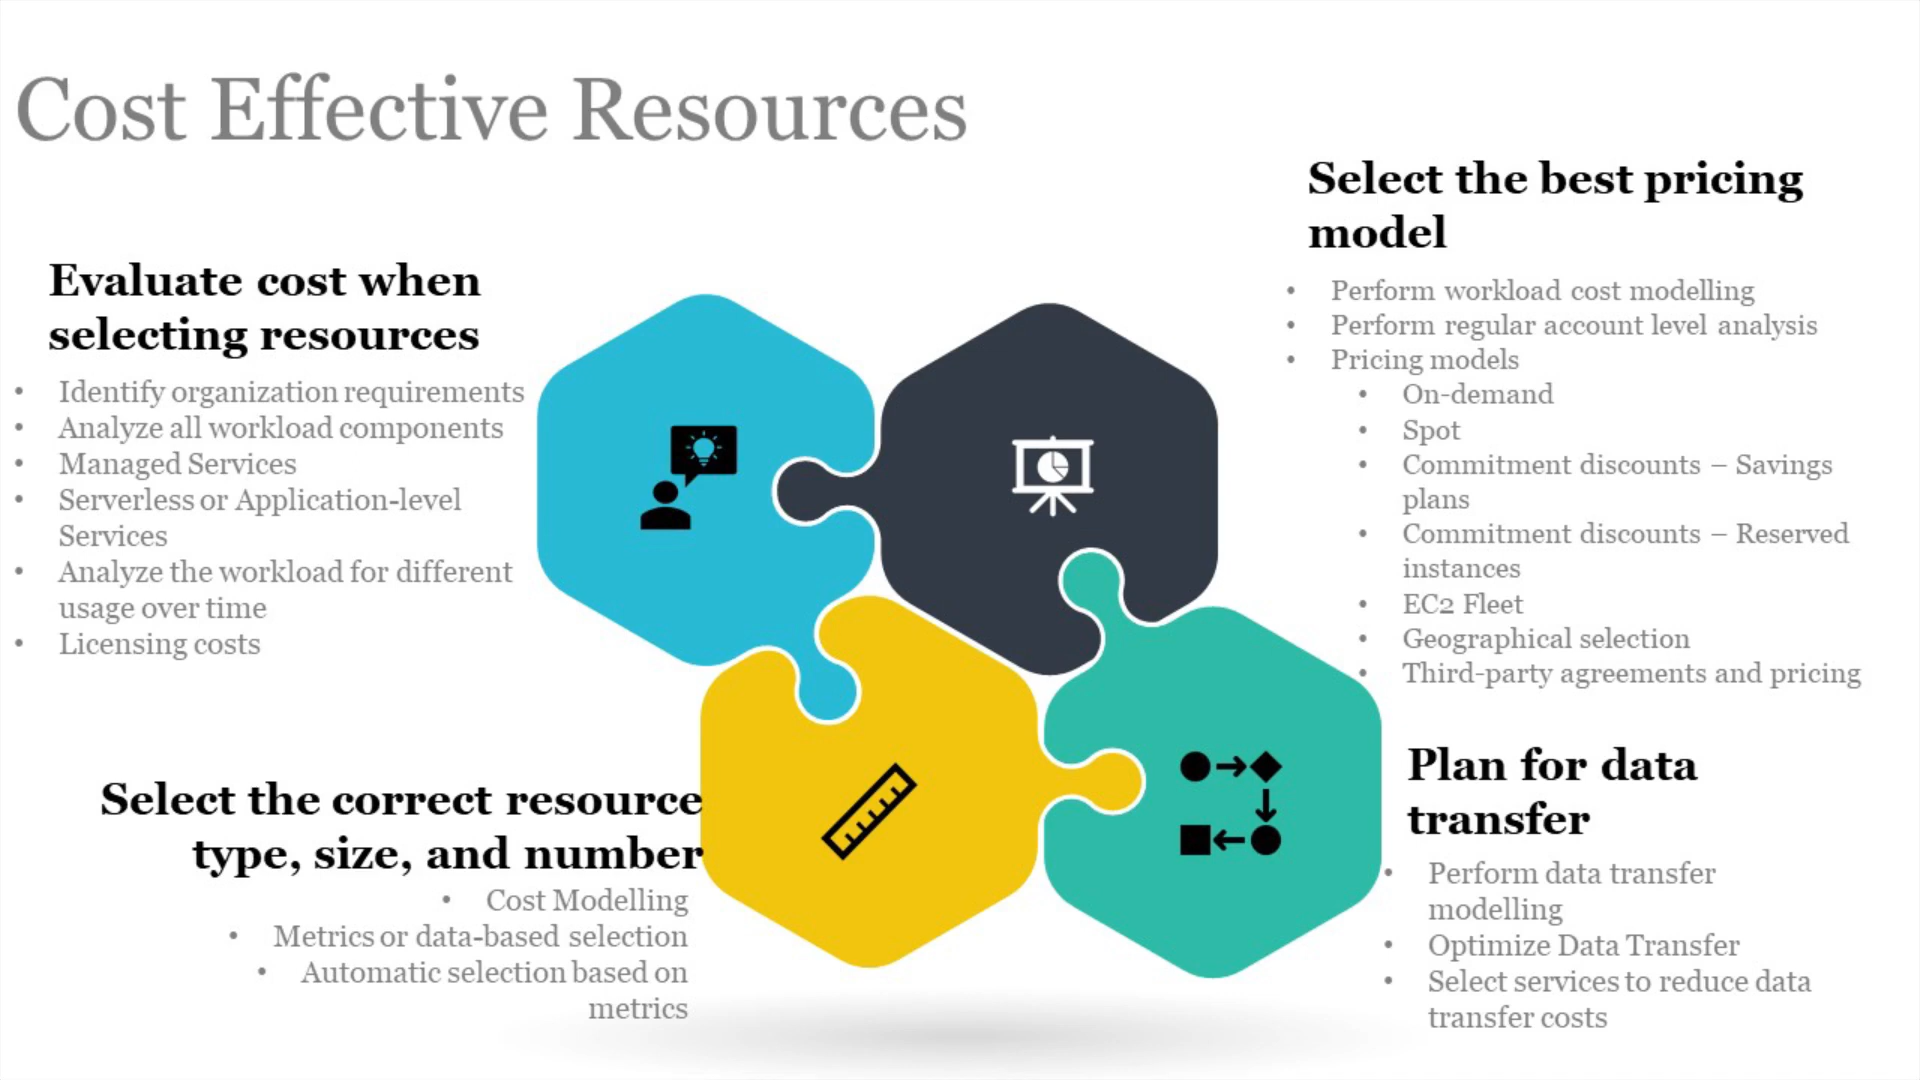 Cost Effective Resources
Evaluate cost when
selecting resources
• Identify organization requirements
• Analyze all workload components
• Managed Services
• Serverless or Application-level
Services
• Analyze the workload for different
usage over time
• Licensing costs
Select the best pricing
model
• Perform workload cost modelling
• Perform regular account level analysis
• Pricing models
• On-demand
• Spot
• Commitment discounts – Savings
plans
• Commitment discounts – Reserved
instances
• EC2 Fleet
• Geographical selection
• Third-party agreements and pricing
Select the correct resource
type, size, and number
• Cost Modelling
• Metrics or data-based selection
• Automatic selection based on
metrics
Plan for data
transfer
• Perform data transfer
modelling
• Optimize Data Transfer
• Select services to reduce data
transfer costs